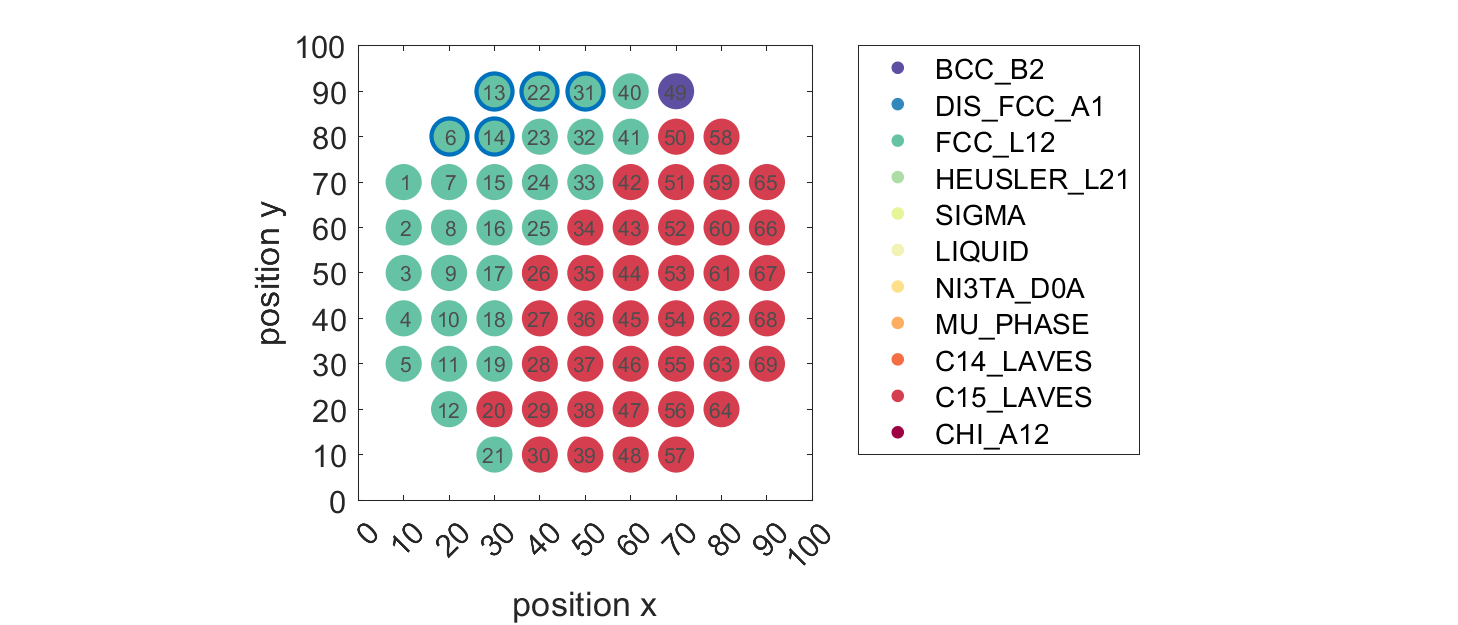 100
90
80
70
60
50
40
30
20
10
0
position y
13 22 31 40 49
6 14 23 32 41 50 58
1 7 15 24 33 42 51 59 65
2 8 16 25 34 43 52 60 66
3 9 17 26 35 44 53 61 67
4 10 18 27 36 45 54 62 68
5 11 19 28 37 46 55 63 69
12 20 29 38 47 56 64
21 30 39 48 57
0 10 20 30 40 50 60 70 80 90 100
position x
BCC_B2
DIS_FCC_A1
FCC_L12
HEUSLER_L21
SIGMA
LIQUID
NI3TA_D0A
MU_PHASE
C14_LAVES
C15_LAVES
CHI_A12